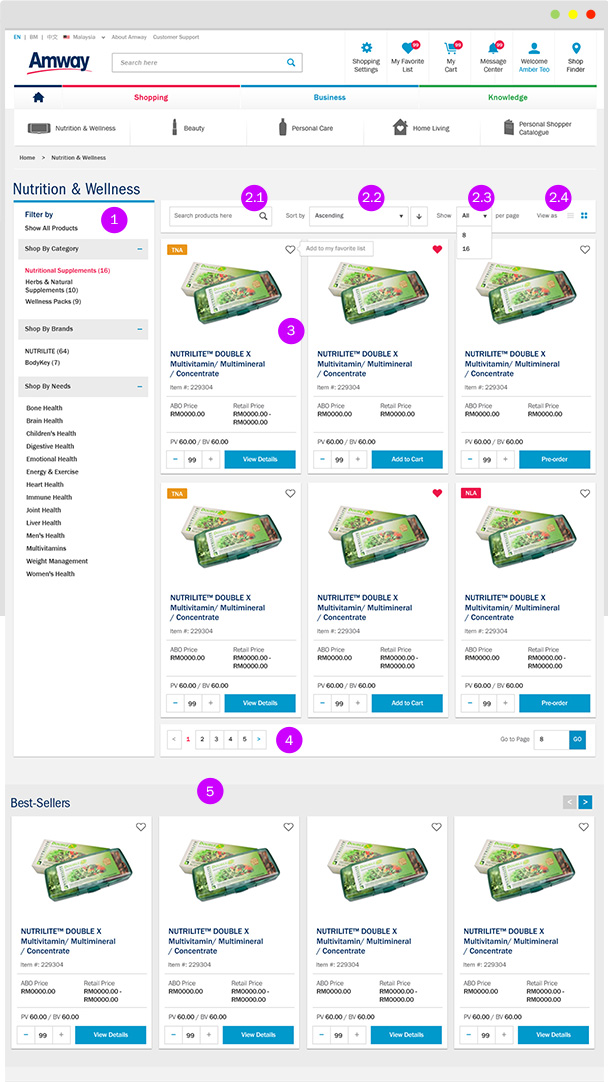 EN | BM | 中文 Malaysia About Amway Customer Support
Amway
Search here
Shopping Settings
My Favorite List
99
My Cart
99
Message Center
99
Welcome
Amber Teo
Shop Finder
Shopping Business Knowledge
Nutrition & Wellness Beauty Personal Care Home Living Personal Shopper Catalogue
Home > Nutrition & Wellness
Nutrition & Wellness
1
Filter by
Show All Products
Shop By Category −
Nutritional Supplements (16)
Herbs & Natural
Supplements (10)
Wellness Packs (9)
Shop By Brands −
NUTRILITE (64)
BodyKey (7)
Shop By Needs −
Bone Health
Brain Health
Children's Health
Digestive Health
Emotional Health
Energy & Exercise
Heart Health
Immune Health
Joint Health
Liver Health
Men's Health
Multivitamins
Weight Management
Women's Health
2.1 2.2 2.3 2.4
Search products here Sort by Ascending Show All per page View as
8
16
TNA
Add to my favorite list
3
NUTRILITE™ DOUBLE X
Multivitamin/ Multimineral
/ Concentrate
Item #: 229304
ABO Price Retail Price
RM0000.00 RM0000.00 -
RM0000.00
PV 60.00 / BV 60.00
− 99 + View Details
NUTRILITE™ DOUBLE X
Multivitamin/ Multimineral
/ Concentrate
Item #: 229304
ABO Price Retail Price
RM0000.00 RM0000.00 -
RM0000.00
PV 60.00 / BV 60.00
− 99 + Add to Cart
NUTRILITE™ DOUBLE X
Multivitamin/ Multimineral
/ Concentrate
Item #: 229304
ABO Price Retail Price
RM0000.00 RM0000.00 -
RM0000.00
PV 60.00 / BV 60.00
− 99 + Pre-order
TNA
NUTRILITE™ DOUBLE X
Multivitamin/ Multimineral
/ Concentrate
Item #: 229304
ABO Price Retail Price
RM0000.00 RM0000.00 -
RM0000.00
PV 60.00 / BV 60.00
− 99 + View Details
NUTRILITE™ DOUBLE X
Multivitamin/ Multimineral
/ Concentrate
Item #: 229304
ABO Price Retail Price
RM0000.00 RM0000.00 -
RM0000.00
PV 60.00 / BV 60.00
− 99 + Add to Cart
NLA
NUTRILITE™ DOUBLE X
Multivitamin/ Multimineral
/ Concentrate
Item #: 229304
ABO Price Retail Price
RM0000.00 RM0000.00 -
RM0000.00
PV 60.00 / BV 60.00
− 99 + Pre-order
< 1 2 3 4 5 > 4 Go to Page 8 GO
5
Best-Sellers < >
NUTRILITE™ DOUBLE X
Multivitamin/ Multimineral
/ Concentrate
Item #: 229304
ABO Price Retail Price
RM0000.00 RM0000.00 -
RM0000.00
PV 60.00 / BV 60.00
− 99 + View Details
NUTRILITE™ DOUBLE X
Multivitamin/ Multimineral
/ Concentrate
Item #: 229304
ABO Price Retail Price
RM0000.00 RM0000.00 -
RM0000.00
PV 60.00 / BV 60.00
− 99 + View Details
NUTRILITE™ DOUBLE X
Multivitamin/ Multimineral
/ Concentrate
Item #: 229304
ABO Price Retail Price
RM0000.00 RM0000.00 -
RM0000.00
PV 60.00 / BV 60.00
− 99 + View Details
NUTRILITE™ DOUBLE X
Multivitamin/ Multimineral
/ Concentrate
Item #: 229304
ABO Price Retail Price
RM0000.00 RM0000.00 -
RM0000.00
PV 60.00 / BV 60.00
− 99 + View Details